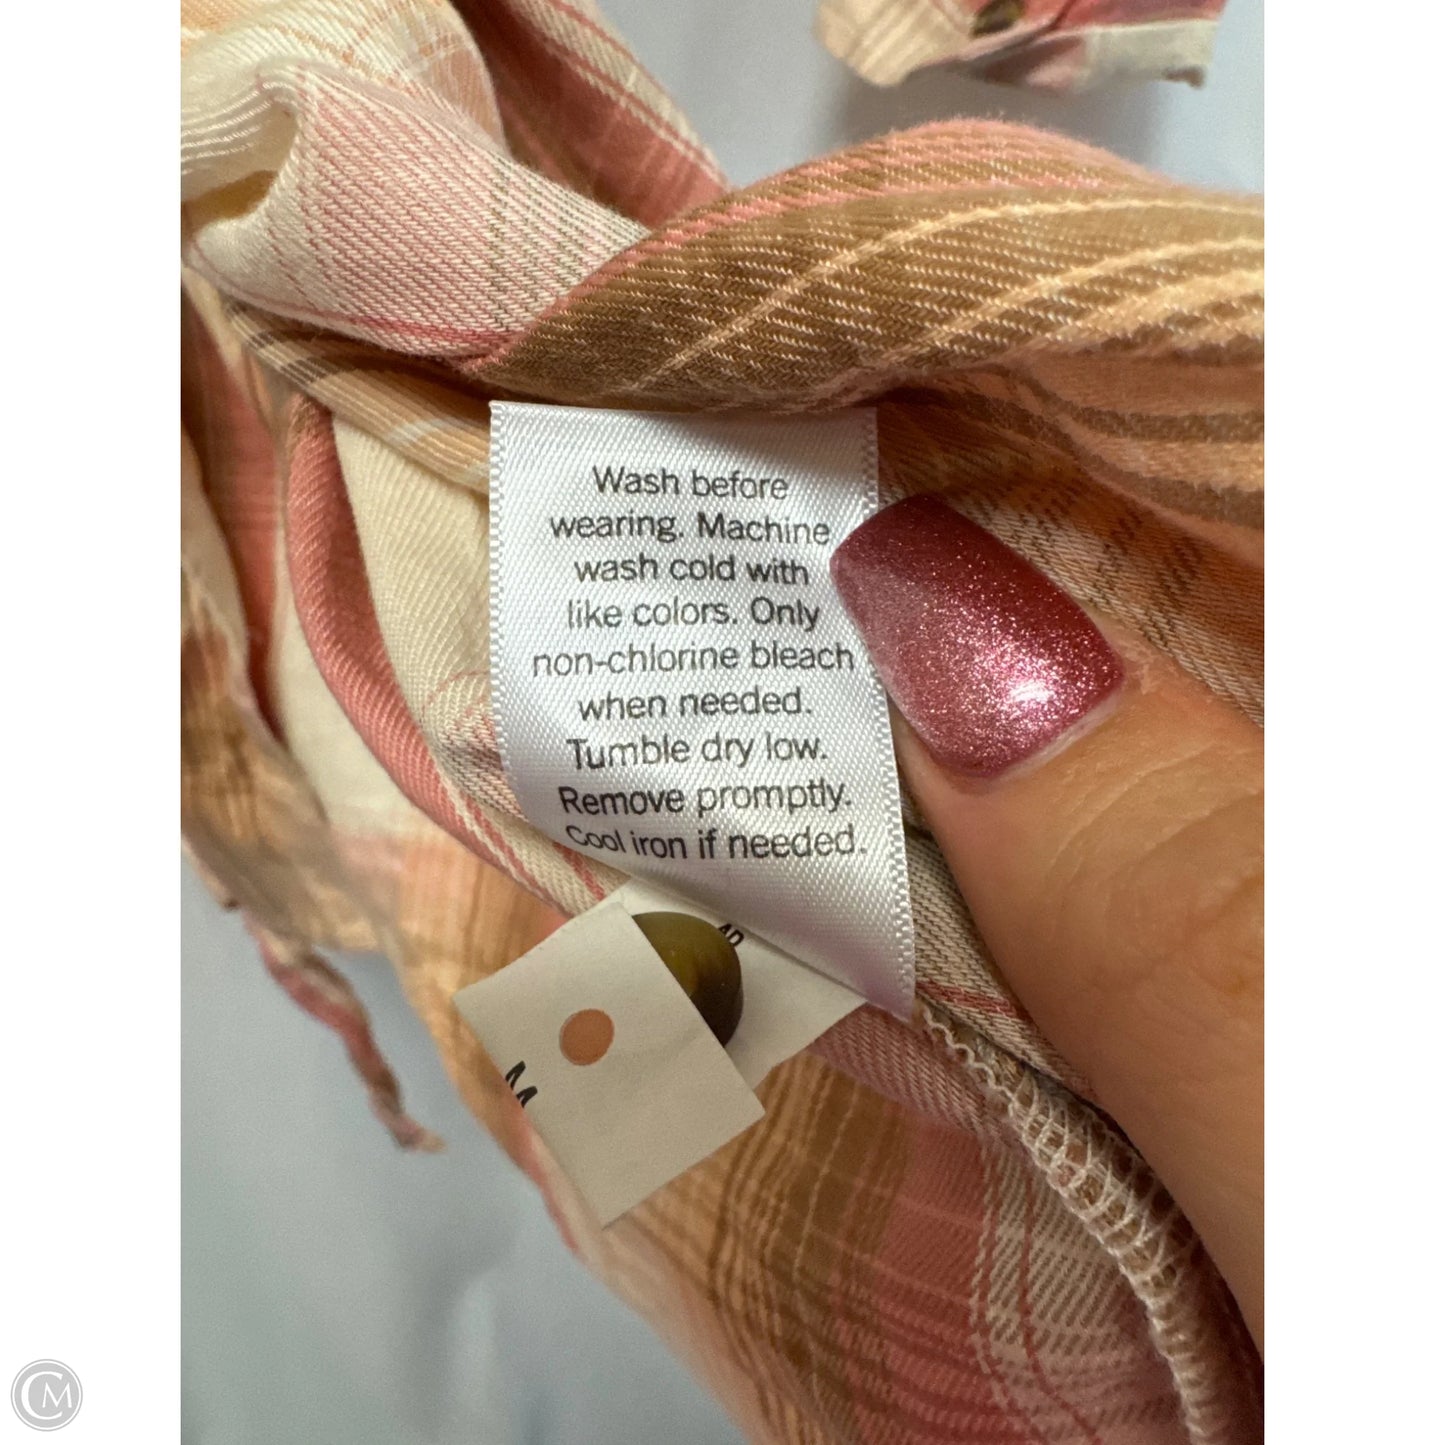 Wash before
wearing. Machine
wash cold with
like colors. Only
non-chlorine bleach
when needed.
Tumble dry low.
Remove promptly.
Cool iron if needed.
M
CM